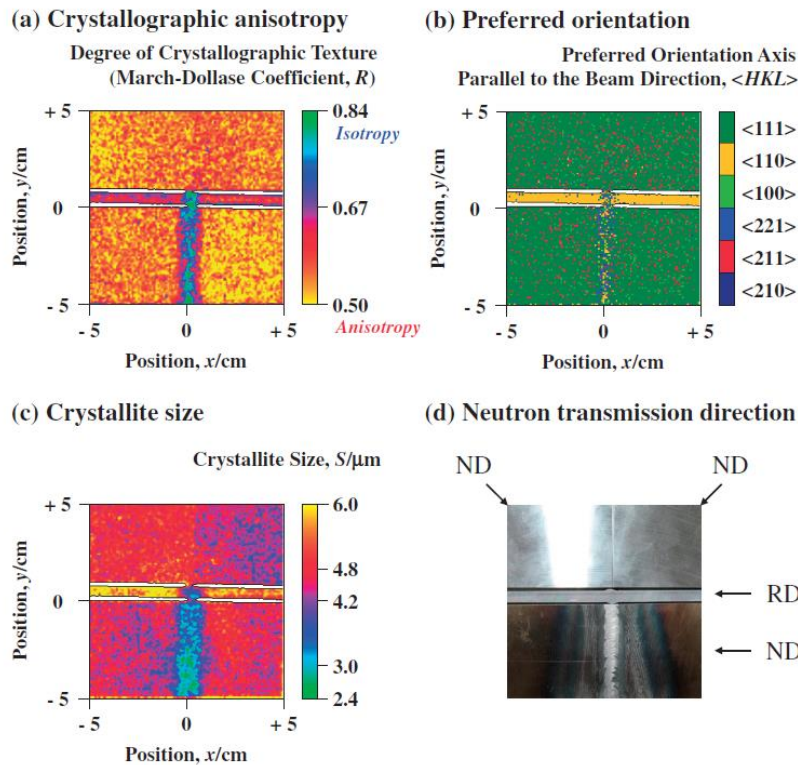 (a) Crystallographic anisotropy
Degree of Crystallographic Texture
(March-Dollase Coefficient, R)
+ 5
0
- 5
Position, y/cm
- 5
0
+ 5
Position, x/cm
0.84
Isotropy
0.67
0.50
Anisotropy
(b) Preferred orientation
Preferred Orientation Axis
Parallel to the Beam Direction, <HKL>
+ 5
0
- 5
Position, y/cm
- 5
0
+ 5
Position, x/cm
<111>
<110>
<100>
<221>
<211>
<210>
(c) Crystallite size
Crystallite Size, S/μm
+ 5
0
- 5
Position, y/cm
- 5
0
+ 5
Position, x/cm
6.0
4.8
4.2
3.0
2.4
(d) Neutron transmission direction
ND
ND
RD
ND